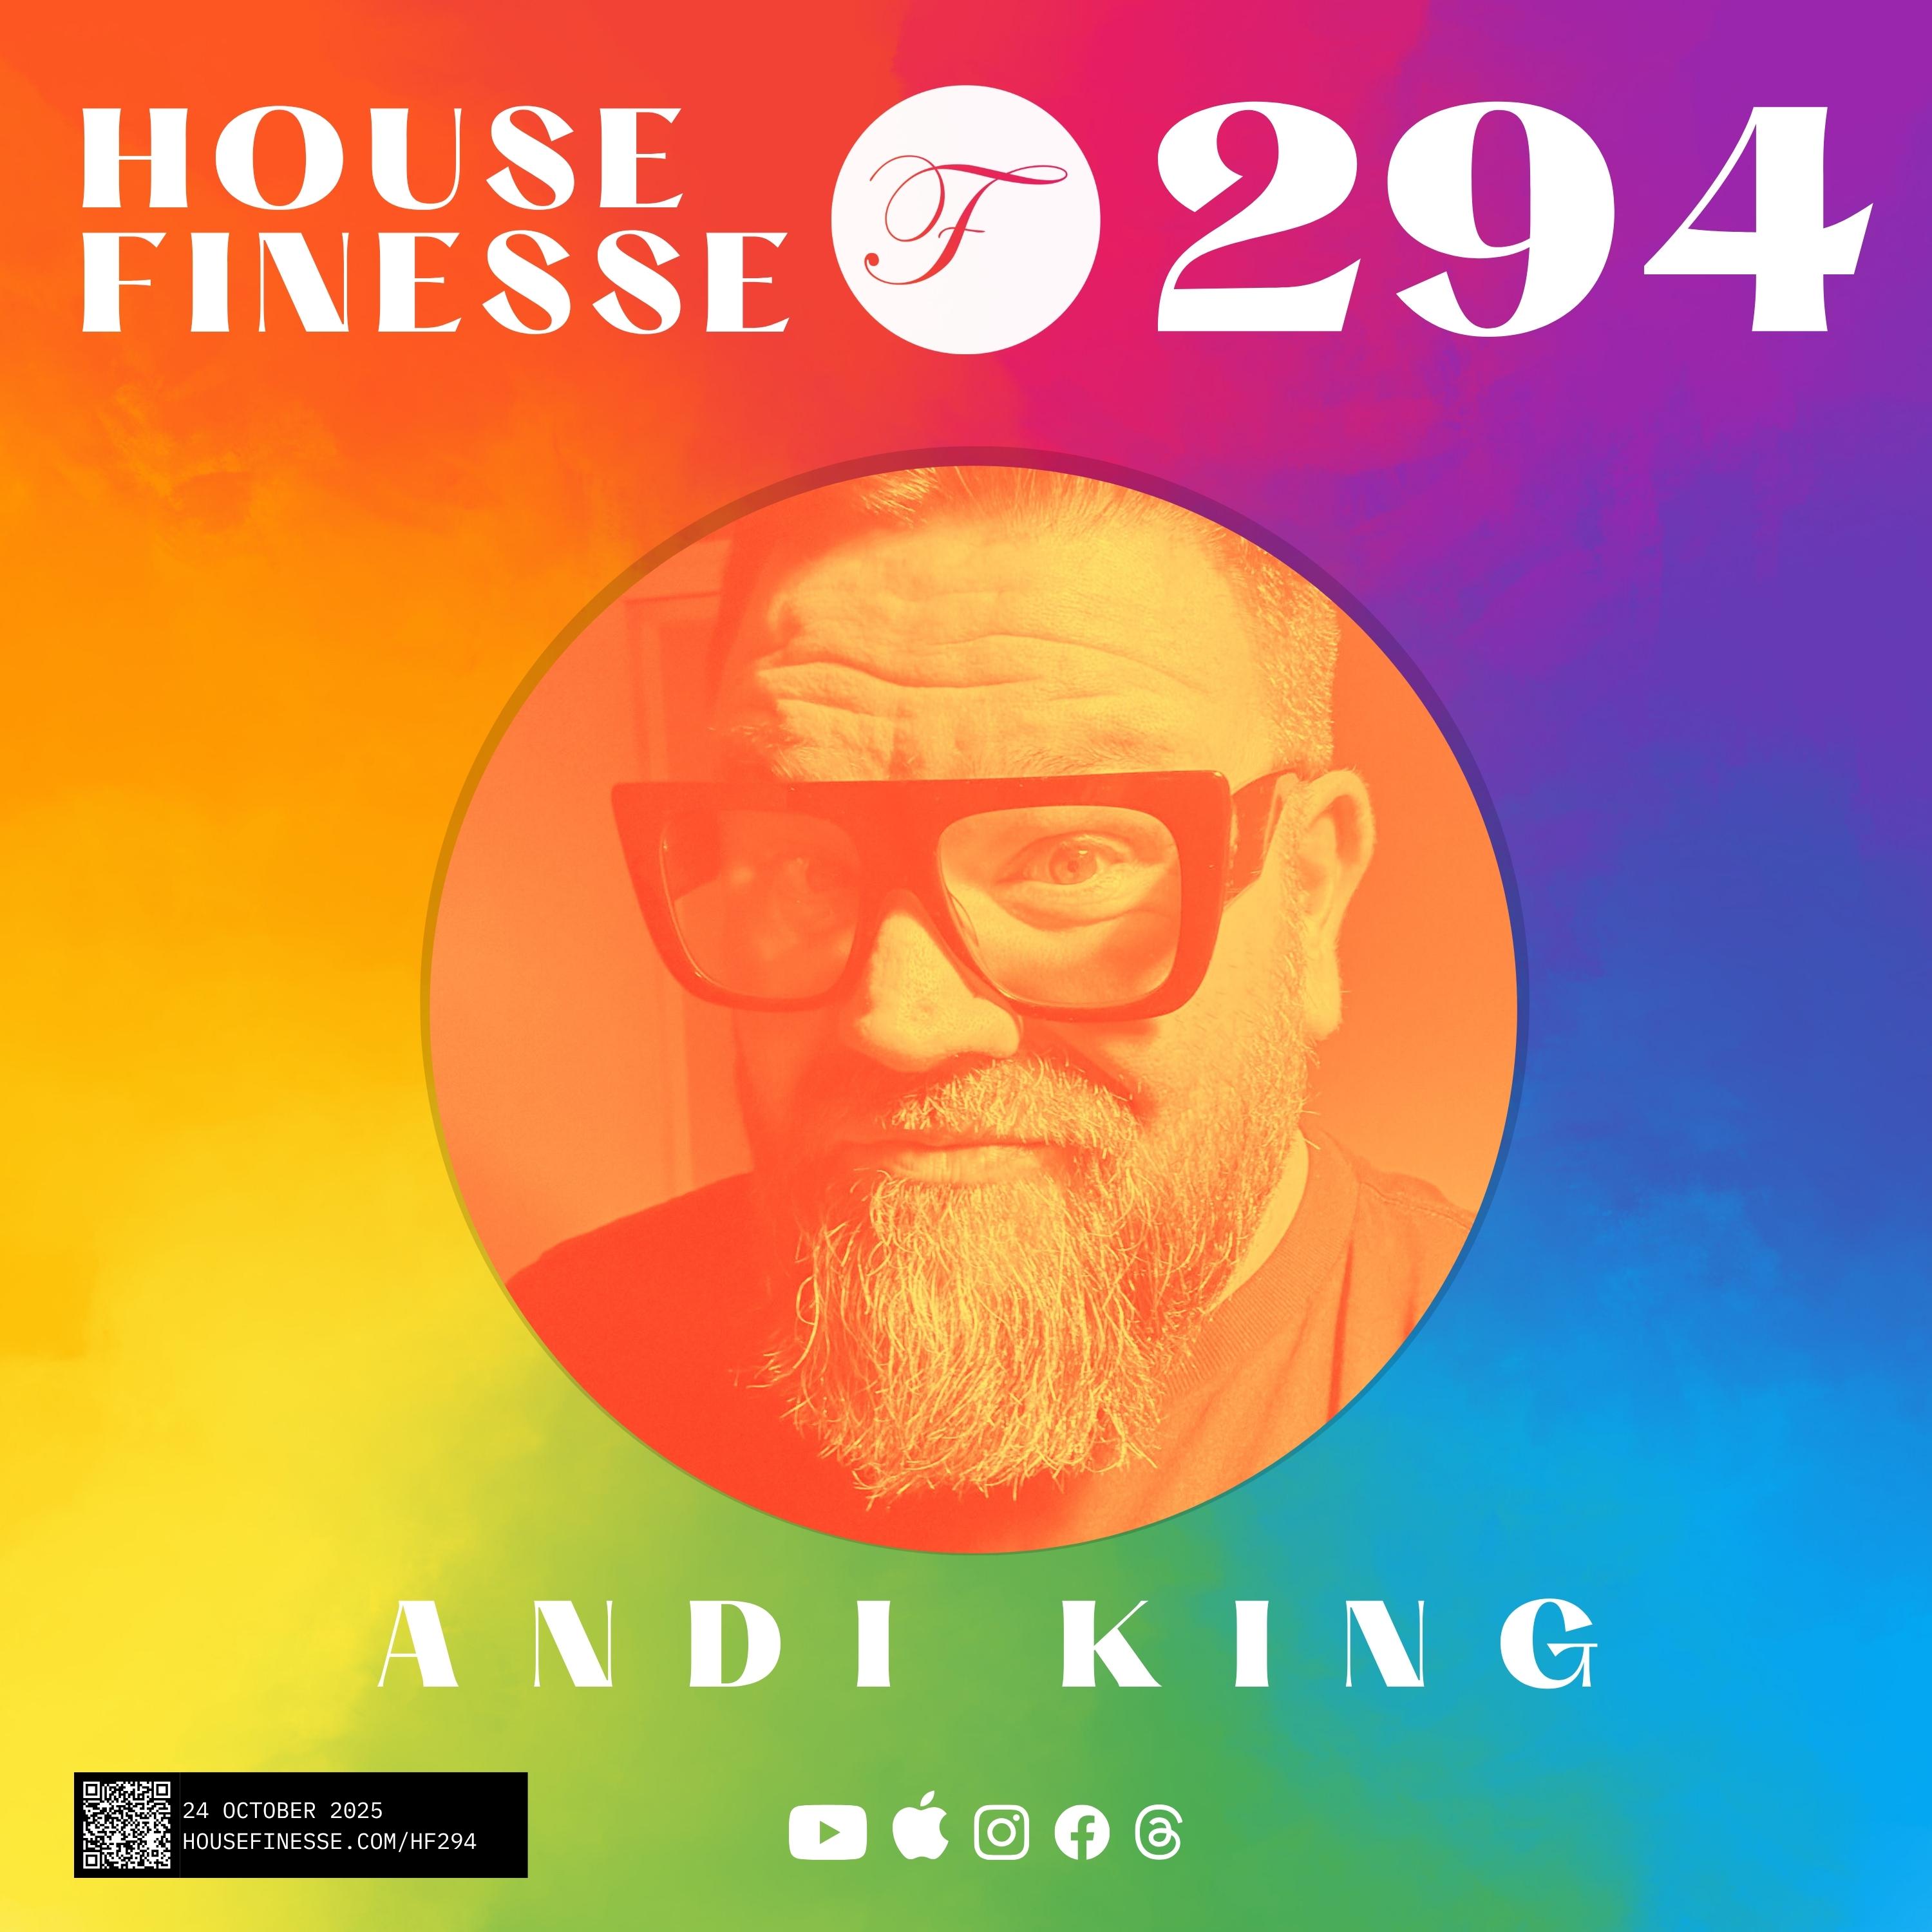 HOUSE
FINESSE
F
294
ANDI KING
24 OCTOBER 2025
HOUSEFINESSE.COM/HF294